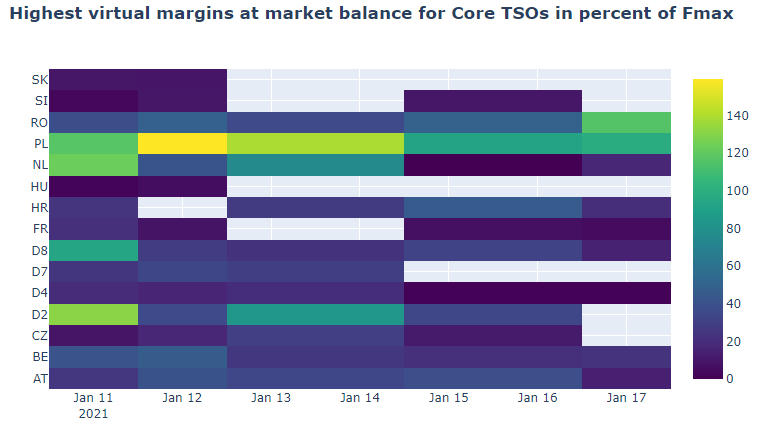 Highest virtual margins at market balance for Core TSOs in percent of Fmax
SK
SI
RO
PL
NL
HU
HR
FR
D8
D7
D4
D2
CZ
BE
AT
Jan 11
2021
Jan 12
Jan 13
Jan 14
Jan 15
Jan 16
Jan 17
140
120
100
80
60
40
20
0